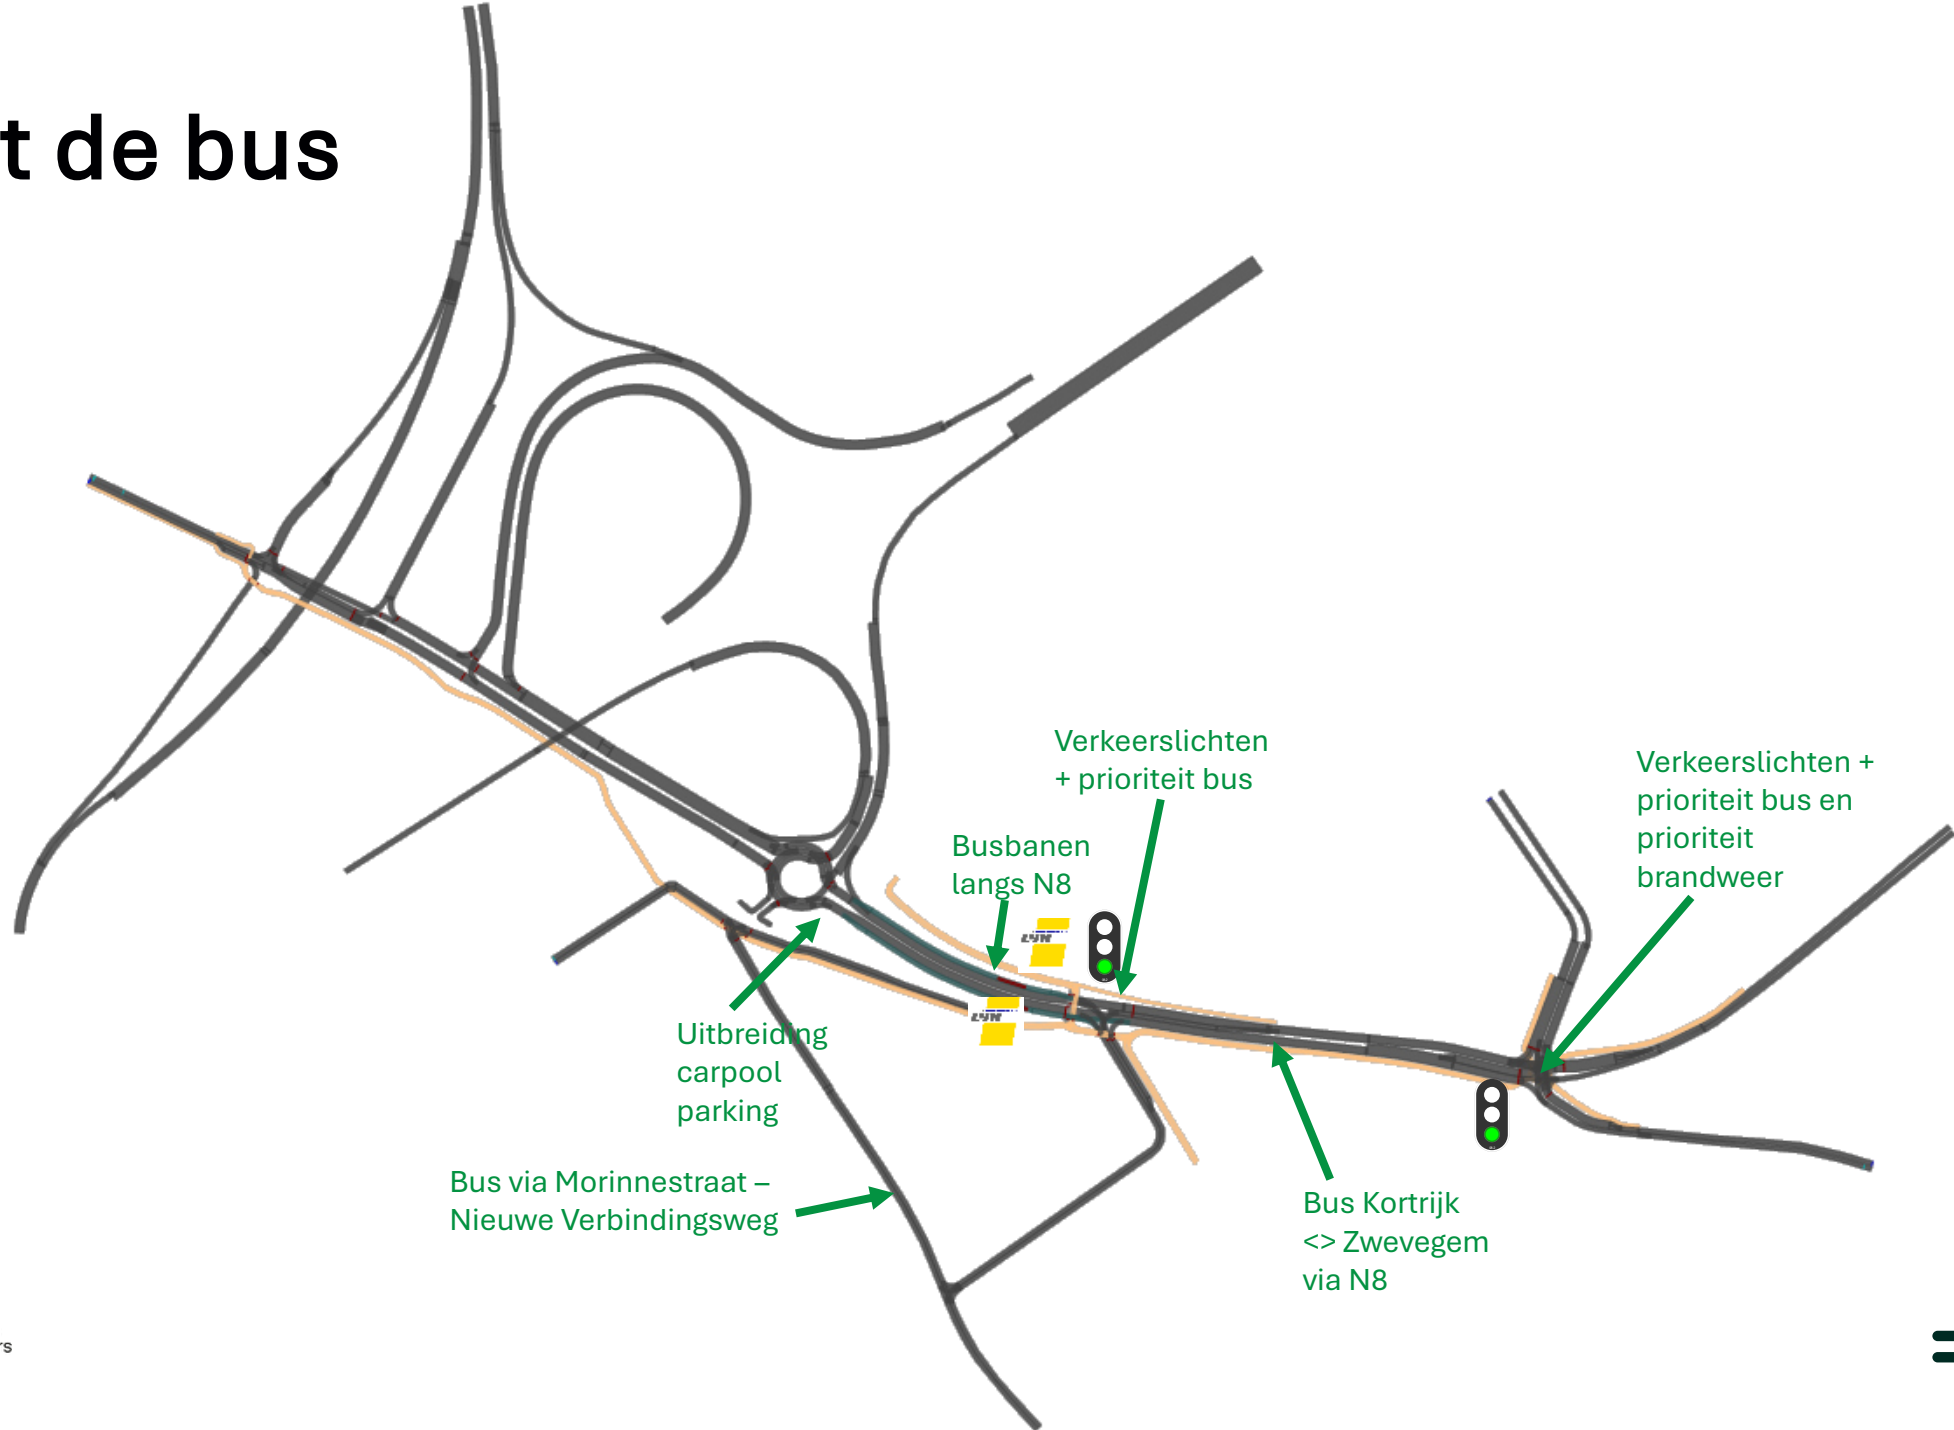 t de bus
Verkeerslichten
+ prioriteit bus
Verkeerslichten +
prioriteit bus en
prioriteit
brandweer
Busbanen
langs N8
Uitbreiding
carpool
parking
Bus via Morinnestraat –
Nieuwe Verbindingsweg
Bus Kortrijk
<> Zwevegem
via N8
rs